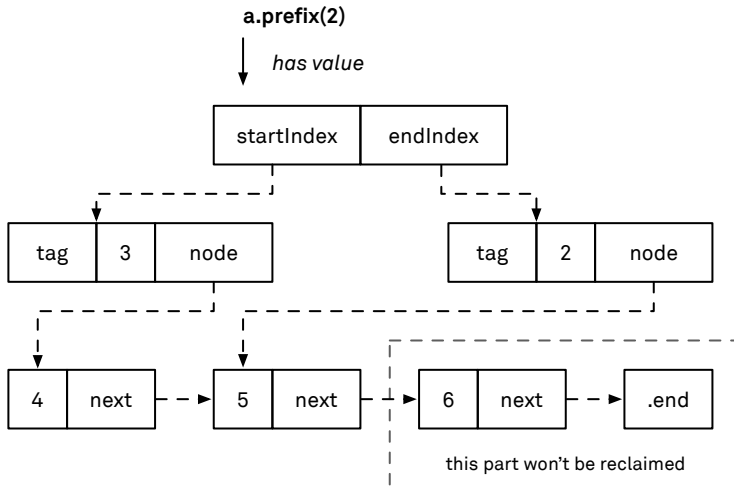 a.prefix(2)
has value
startIndex endIndex
tag 3 node tag 2 node
4 next 5 next 6 next .end
this part won't be reclaimed